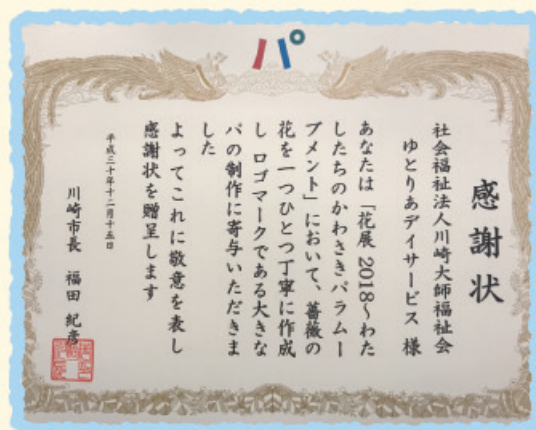 パ
感謝状
社会福祉法人川崎大師福祉会
ゆとりあデイサービス 様
あなたは「花展 2018~わた
したちのかわさきパラムー
ブメント」において、薔薇の
花を一つひとつ丁寧に作成
し ロゴマークである大きな
パの制作に寄与いただきま
した
よってこれに敬意を表し
感謝状を贈呈します
平成三十年十二月十五日
川崎市長 福田 紀彦